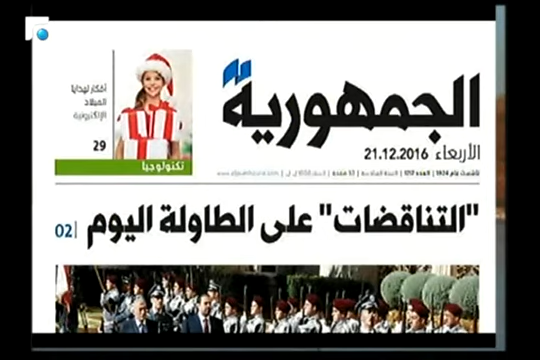 الجمهورية
الأربعاء 21.12.2016
أفكار لهدايا
الميلاد
الإلكترونية
29
تكنولوجيا
"التناقضات" على الطاولة اليوم
02